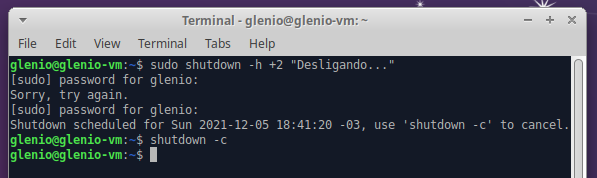 Terminal - glenio@glenio-vm: ~
File Edit View Terminal Tabs Help
glenio@glenio-vm:~$ sudo shutdown -h +2 "Desligando..."
[sudo] password for glenio:
Sorry, try again.
[sudo] password for glenio:
Shutdown scheduled for Sun 2021-12-05 18:41:20 -03, use 'shutdown -c' to cancel.
glenio@glenio-vm:~$ shutdown -c
glenio@glenio-vm:~$